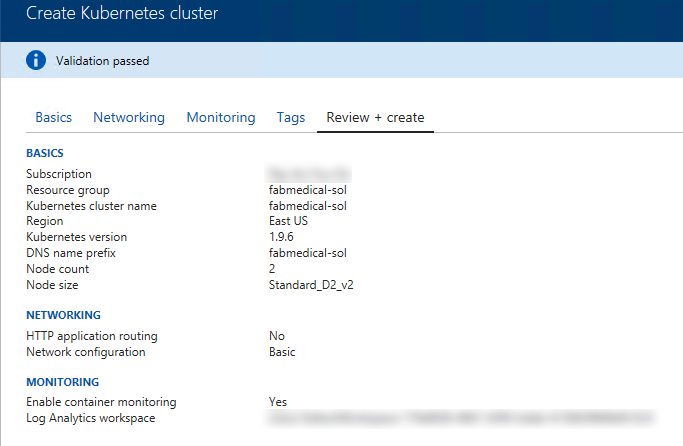 Create Kubernetes cluster
Validation passed
Basics Networking Monitoring Tags Review + create
BASICS
Subscription
Resource group fabmedical-sol
Kubernetes cluster name fabmedical-sol
Region East US
Kubernetes version 1.9.6
DNS name prefix fabmedical-sol
Node count 2
Node size Standard_D2_v2
NETWORKING
HTTP application routing No
Network configuration Basic
MONITORING
Enable container monitoring Yes
Log Analytics workspace